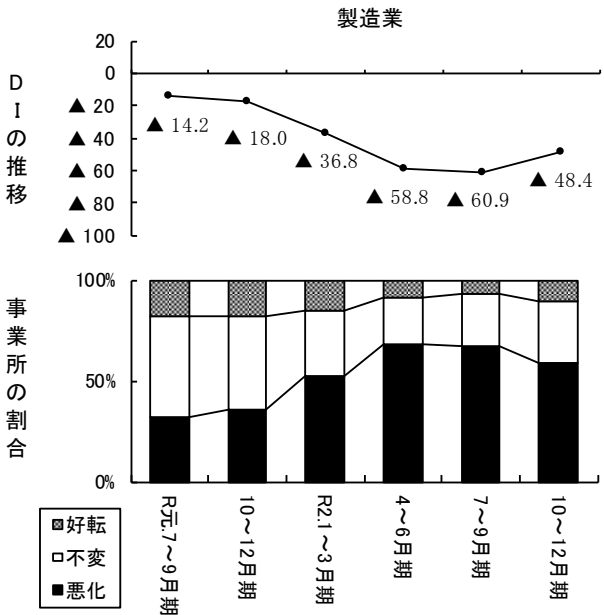 製造業
DIの推移
20
0
▲ 20
▲ 40
▲ 60
▲ 80
▲ 100
▲ 14.2
▲ 18.0
▲ 36.8
▲ 58.8
▲ 60.9
▲ 48.4
事業所の割合
100%
50%
0%
R元.7～9月期
10～12月期
R2.1～3月期
4～6月期
7～9月期
10～12月期
好転
不変
悪化